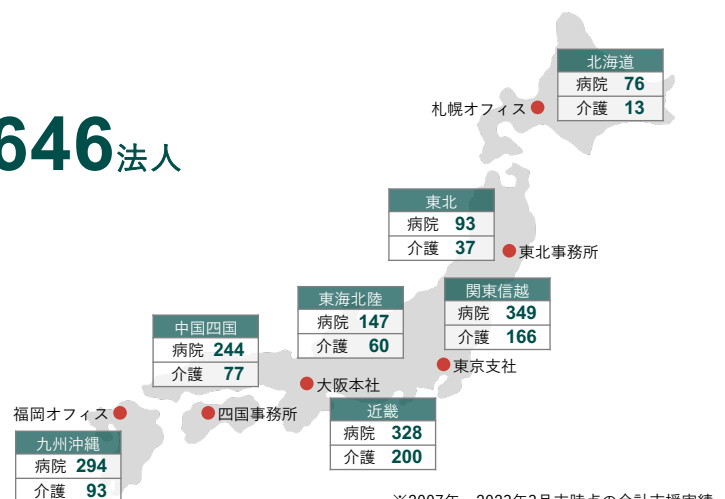 北海道
病院 76
介護 13
札幌オフィス
646法人
東北
病院 93
介護 37
東北事務所
関東信越
病院 349
介護 166
東海北陸
病院 147
介護 60
中国四国
病院 244
介護 77
東京支社
大阪本社
近畿
病院 328
介護 200
福岡オフィス
四国事務所
九州沖縄
病院 294
介護 93